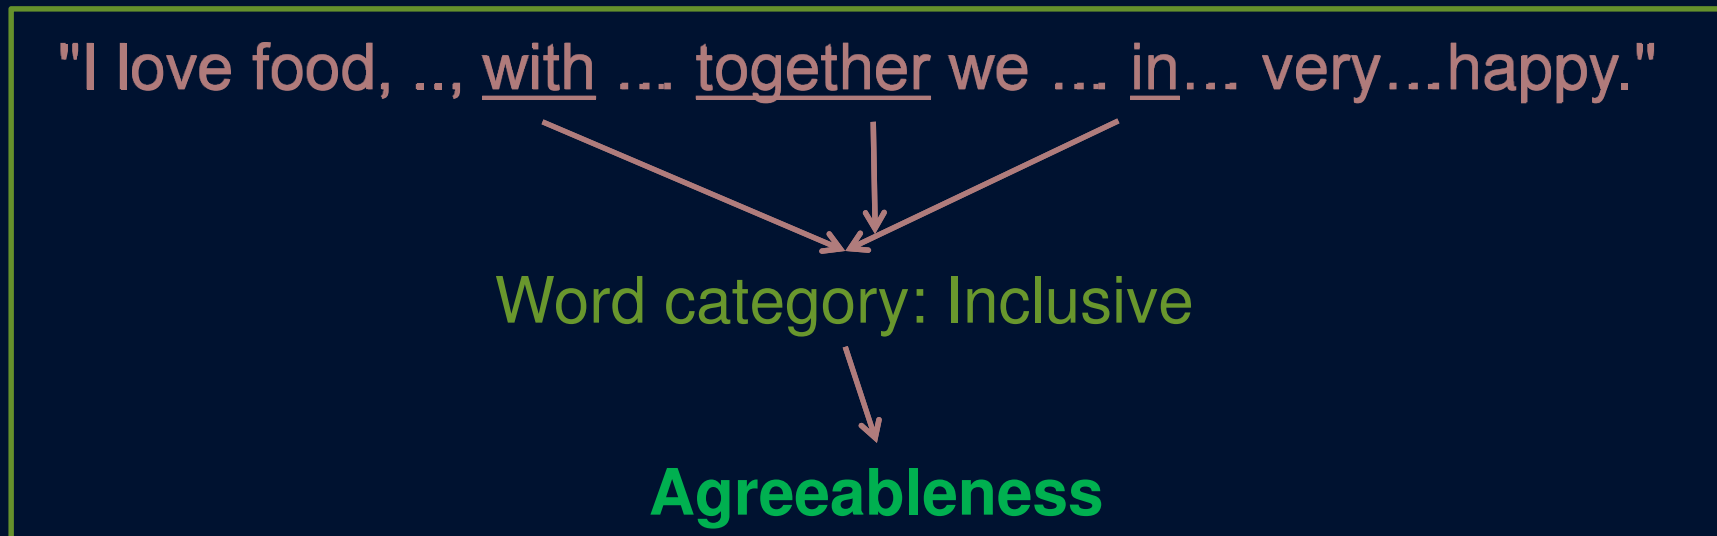 "I love food, .., with ... together we ... in... very...happy."
Word category: Inclusive
Agreeableness